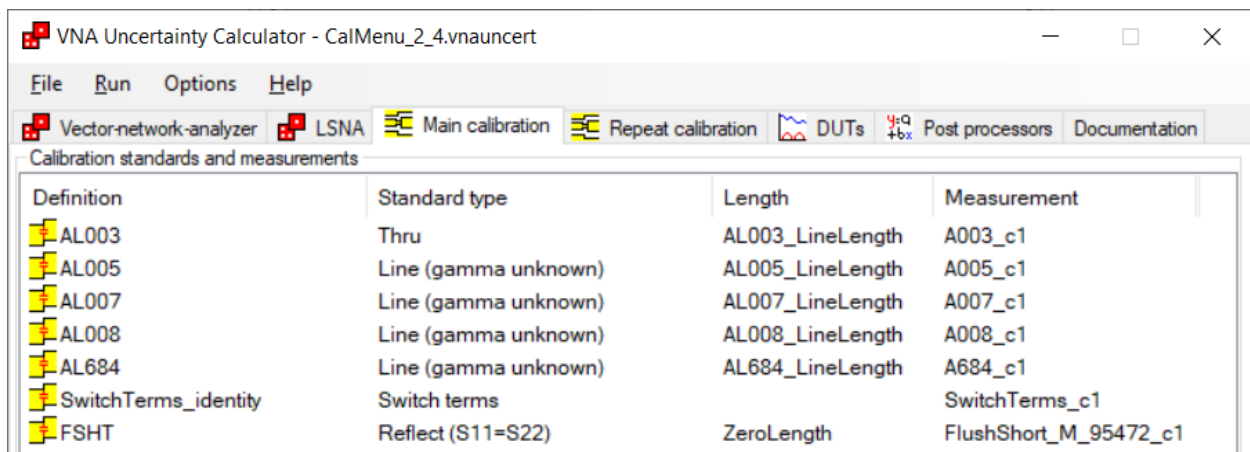 VNA Uncertainty Calculator - CalMenu_2_4.vnauncert
File Run Options Help
Vector-network-analyzer LSNA Main calibration Repeat calibration DUTs Post processors Documentation
Calibration standards and measurements
Definition Standard type Length Measurement
AL003 Thru AL003_LineLength A003_c1
AL005 Line (gamma unknown) AL005_LineLength A005_c1
AL007 Line (gamma unknown) AL007_LineLength A007_c1
AL008 Line (gamma unknown) AL008_LineLength A008_c1
AL684 Line (gamma unknown) AL684_LineLength A684_c1
SwitchTerms_identity Switch terms SwitchTerms_c1
FSHT Reflect (S11=S22) ZeroLength FlushShort_M_95472_c1